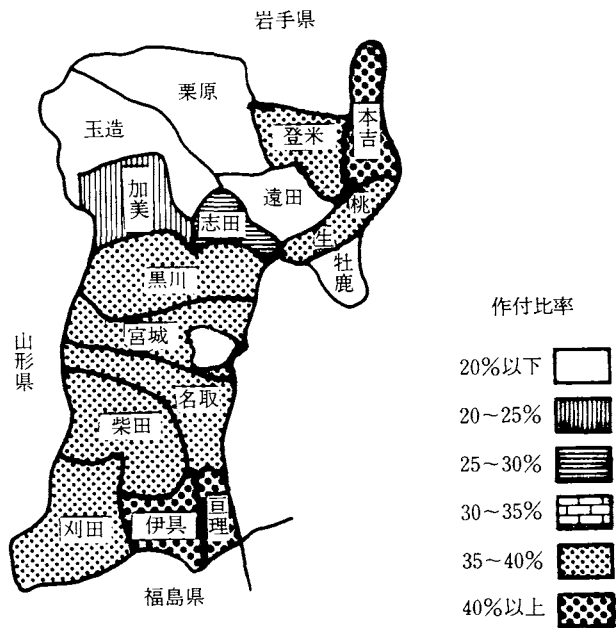 岩手県
栗原
本吉
玉造
登米
加美
遠田
桃生
志田
牡鹿
黒川
宮城
山形県
名取
柴田
亘理
伊具
刈田
福島県
作付比率
20%以下
20~25%
25~30%
30~35%
35~40%
40%以上